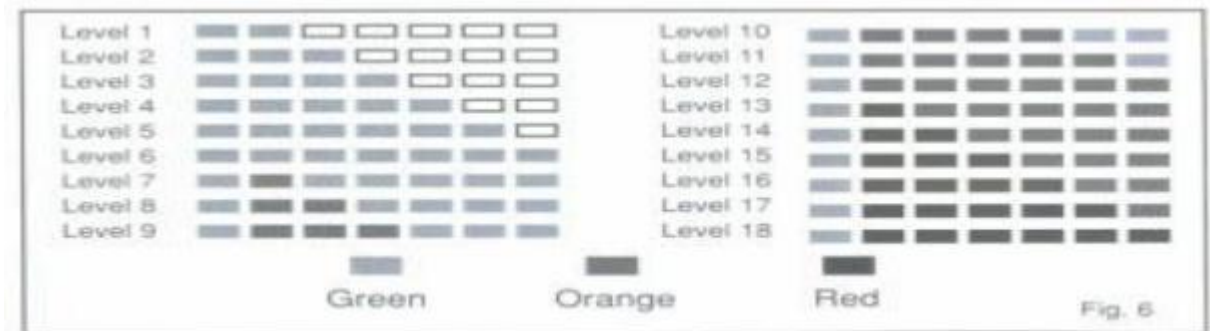 Level 1
Level 2
Level 3
Level 4
Level 5
Level 6
Level 7
Level 8
Level 9
Level 10
Level 11
Level 12
Level 13
Level 14
Level 15
Level 16
Level 17
Level 18
Green Orange Red
Fig. 6